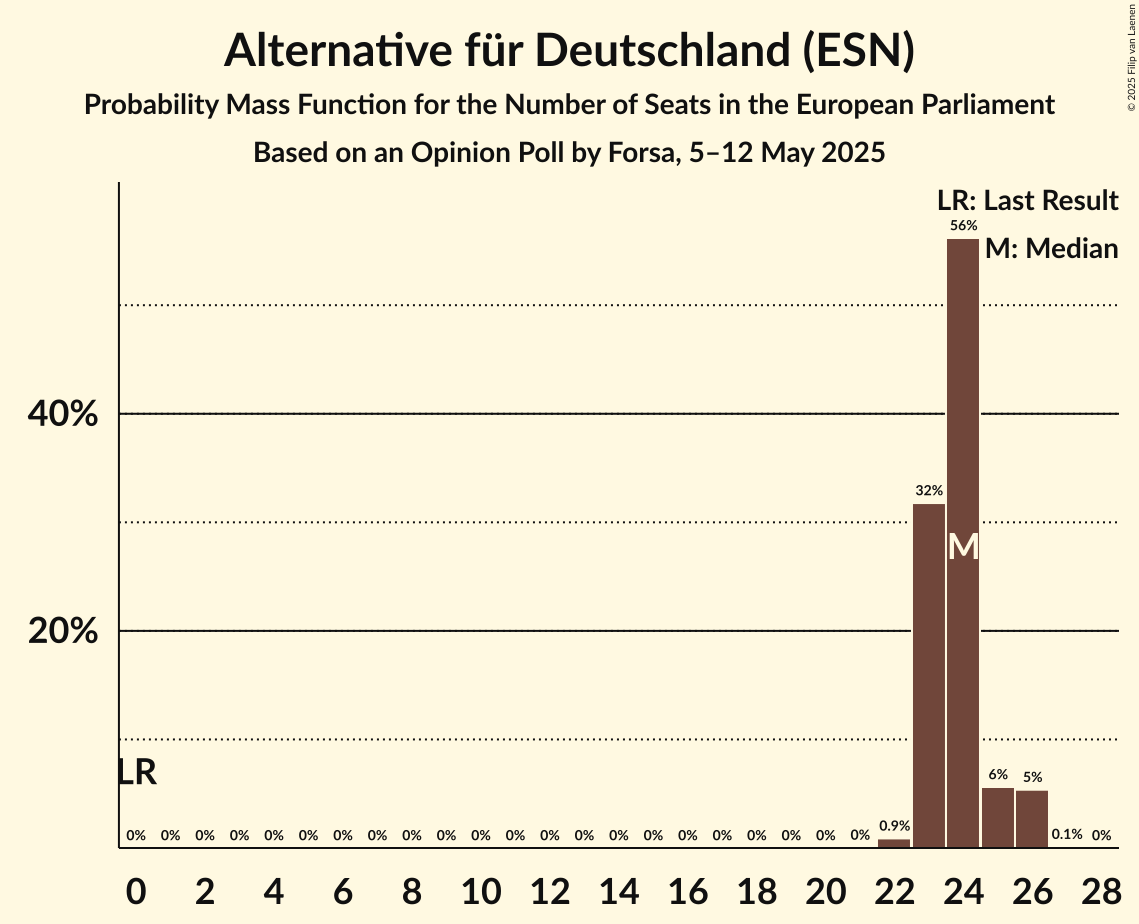 Alternative für Deutschland (ESN)
Probability Mass Function for the Number of Seats in the European Parliament
Based on an Opinion Poll by Forsa, 5–12 May 2025
© 2025 Filip van Laenen
LR: Last Result
M: Median
56%
40%
32%
M
20%
LR
0% 0% 0% 0% 0% 0% 0% 0% 0% 0% 0% 0% 0% 0% 0% 0% 0% 0% 0% 0% 0% 0% 0.9% 6% 5% 0.1% 0%
0 2 4 6 8 10 12 14 16 18 20 22 24 26 28